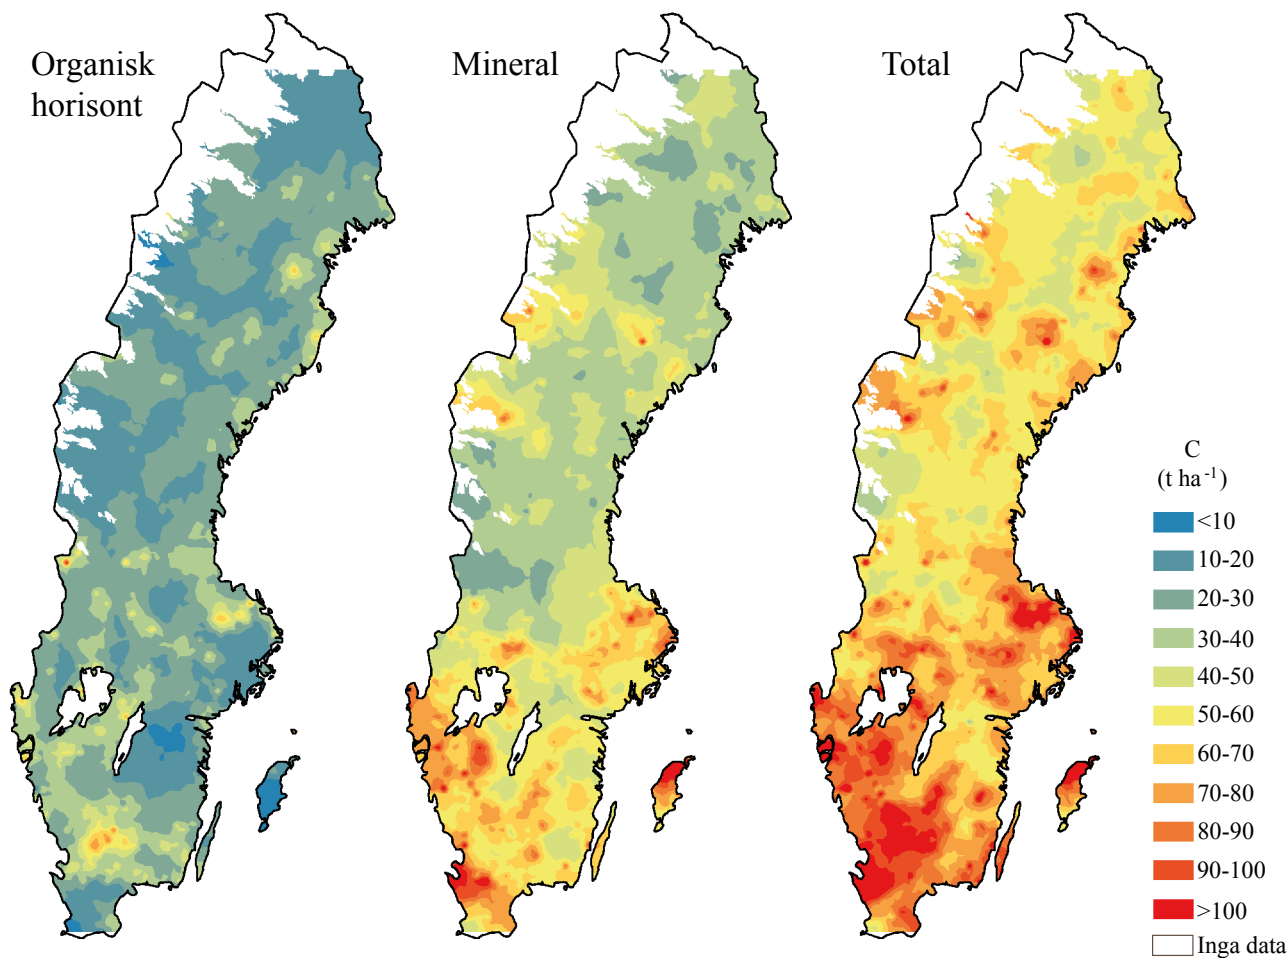 Organisk
horisont
Mineral
Total
C
(t ha⁻¹)
<10
10-20
20-30
30-40
40-50
50-60
60-70
70-80
80-90
90-100
>100
Inga data